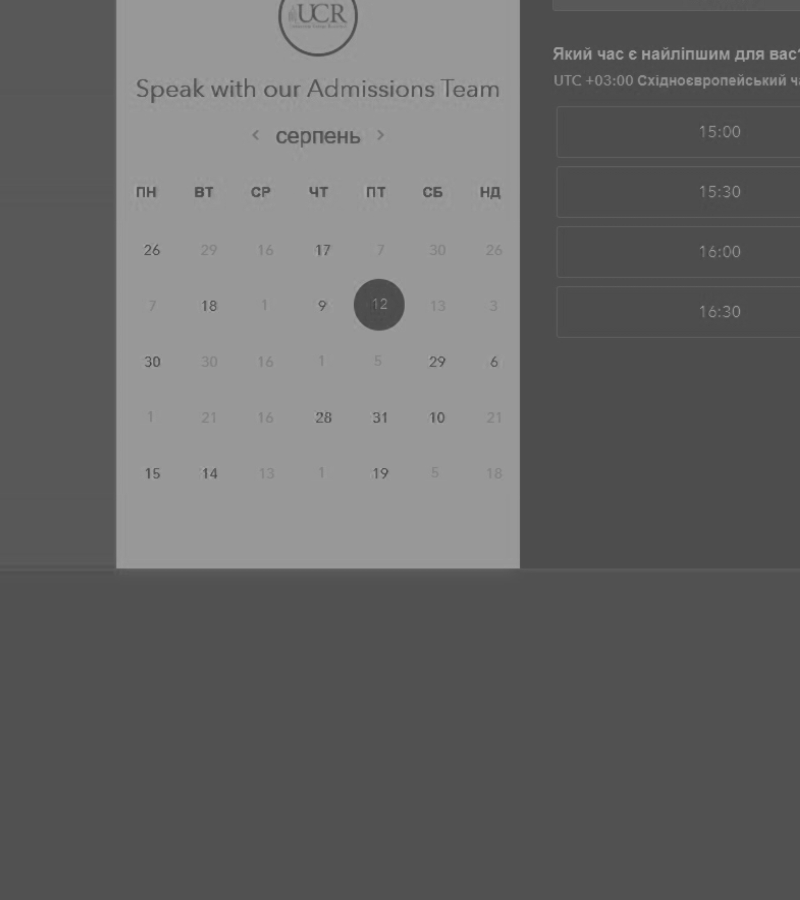 UCR
Speak with our Admissions Team
‹ серпень ›
ПН ВТ СР ЧТ ПТ СБ НД
26 29 16 17 7 30 26
7 18 1 9 12 13 3
30 30 16 1 5 29 6
1 21 16 28 31 10 21
15 14 13 1 19 5 18
Який час є найліпшим для вас?
UTC +03:00 Східноєвропейський
15:00
15:30
16:00
16:30